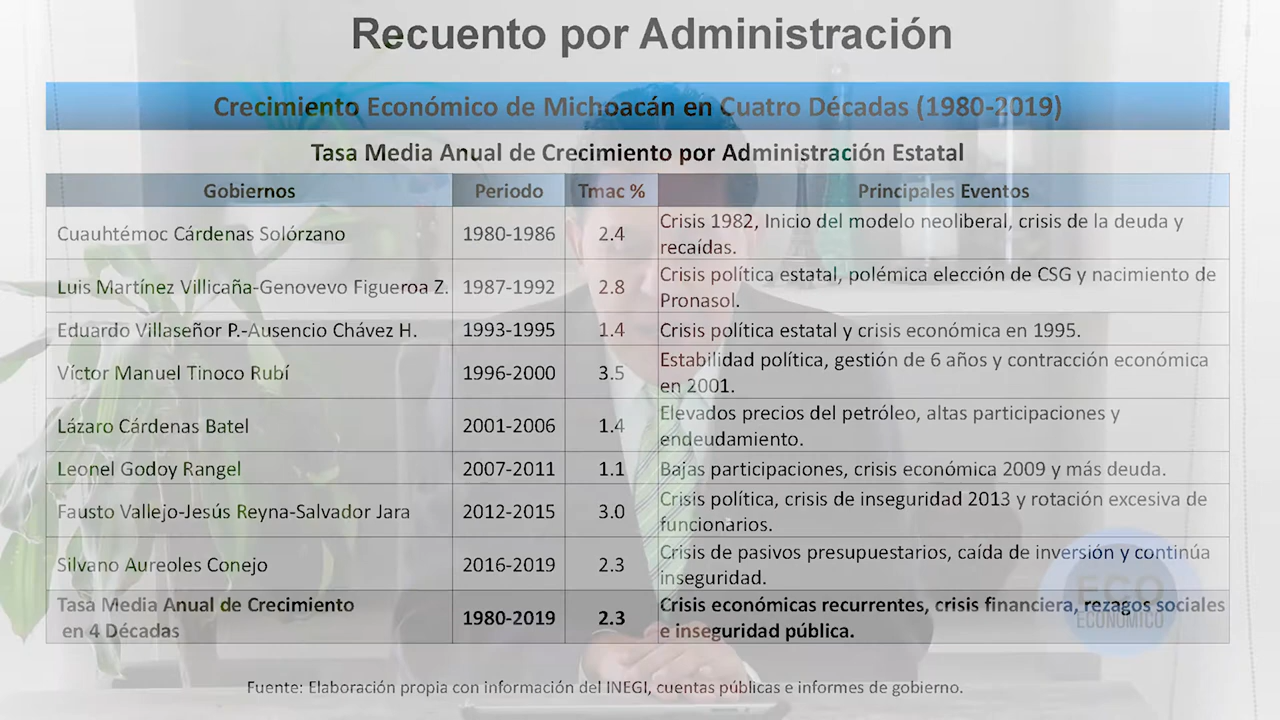 Recuento por Administración
Crecimiento Económico de Michoacán en Cuatro Décadas (1980-2019)
Tasa Media Anual de Crecimiento por Administración Estatal
Gobiernos Periodo Tmac % Principales Eventos
Cuauhtémoc Cárdenas Solórzano 1980-1986 2.4 Crisis 1982, Inicio del modelo neoliberal, crisis de la deuda y
recaídas.
Luis Martínez Villicaña-Genovevo Figueroa Z. 1987-1992 2.8 Crisis política estatal, polémica elección de CSG y nacimiento de
Pronasol.
Eduardo Villaseñor P.-Ausencio Chávez H. 1993-1995 1.4 Crisis política estatal y crisis económica en 1995.
Víctor Manuel Tinoco Rubí 1996-2000 3.5 Estabilidad política, gestión de 6 años y contracción económica
en 2001.
Lázaro Cárdenas Batel 2001-2006 1.4 Elevados precios del petróleo, altas participaciones y
endeudamiento.
Leonel Godoy Rangel 2007-2011 1.1 Bajas participaciones, crisis económica 2009 y más deuda.
Fausto Vallejo-Jesús Reyna-Salvador Jara 2012-2015 3.0 Crisis política, crisis de inseguridad 2013 y rotación excesiva de
funcionarios.
Silvano Aureoles Conejo 2016-2019 2.3 Crisis de pasivos presupuestarios, caída de inversión y continúa
inseguridad.
Tasa Media Anual de Crecimiento
en 4 Décadas 1980-2019 2.3 Crisis económicas recurrentes, crisis financiera, rezagos sociales
e inseguridad pública.
ECO
ECONÓMICO
Fuente: Elaboración propia con información del INEGI, cuentas públicas e informes de gobierno.